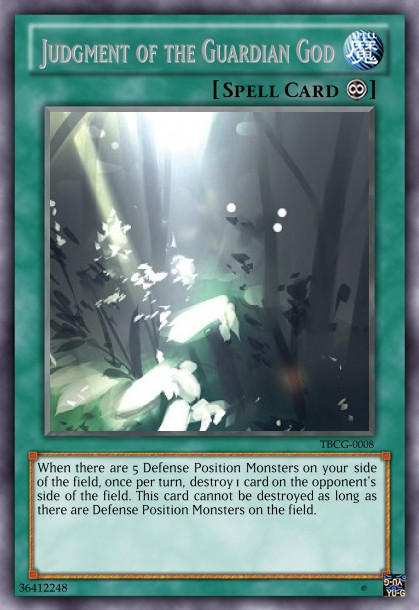 JUDGMENT OF THE GUARDIAN GOD 魔
[SPELL CARD ]
TBCG-0008
When there are 5 Defense Position Monsters on your side
of the field, once per turn, destroy 1 card on the opponent's
side of the field. This card cannot be destroyed as long as
there are Defense Position Monsters on the field.
36412248